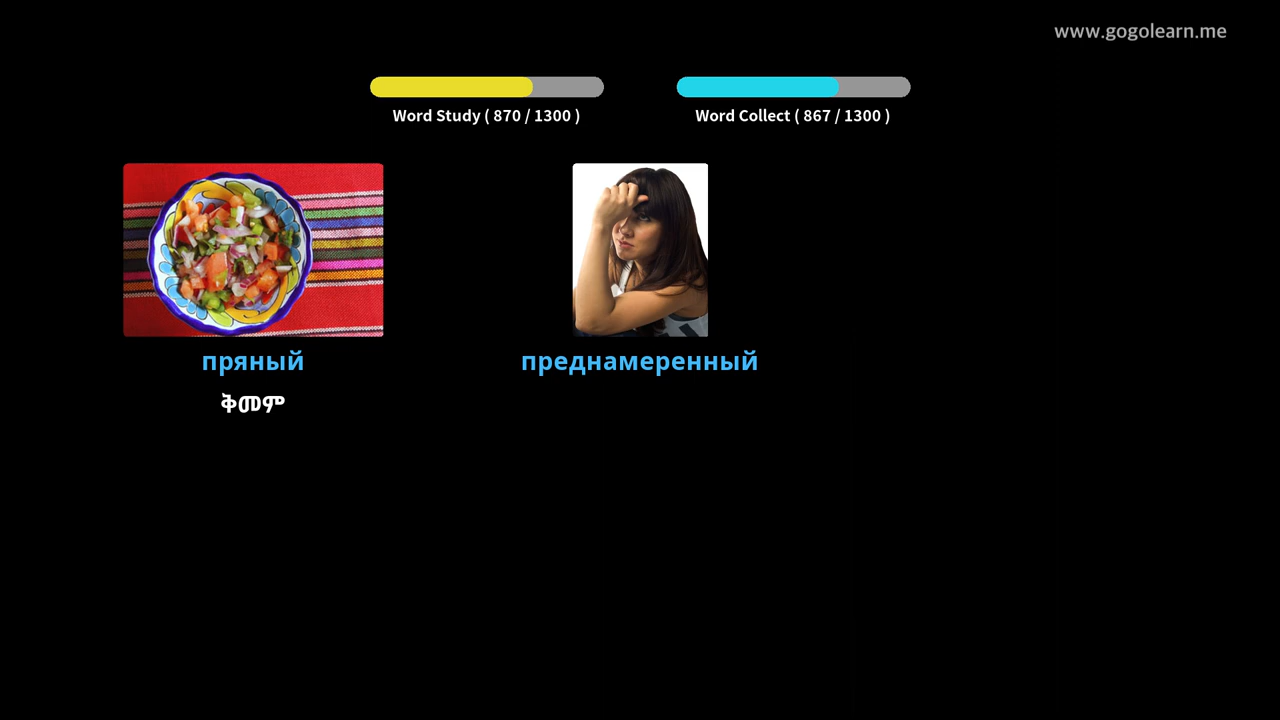 www.gogolearn.me
Word Study ( 870 / 1300 )
Word Collect ( 867 / 1300 )
пряный
преднамеренный
ቅመም